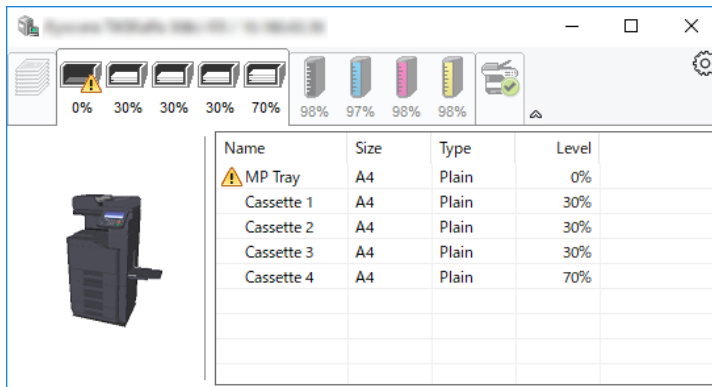 0% 30% 30% 30% 70% 98% 97% 98% 98%
Name Size Type Level
MP Tray A4 Plain 0%
Cassette 1 A4 Plain 30%
Cassette 2 A4 Plain 30%
Cassette 3 A4 Plain 30%
Cassette 4 A4 Plain 70%